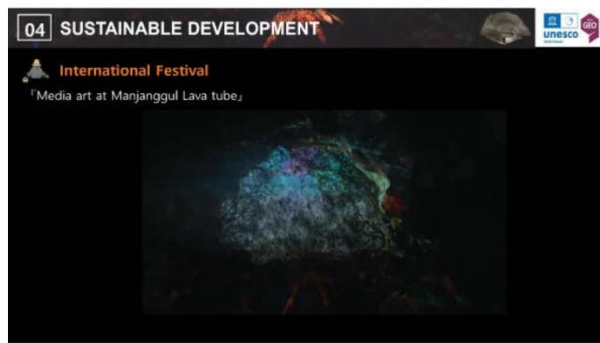 04 SUSTAINABLE DEVELOPMENT
unesco
GEO
International Festival
「Media art at Manjanggul Lava tube」